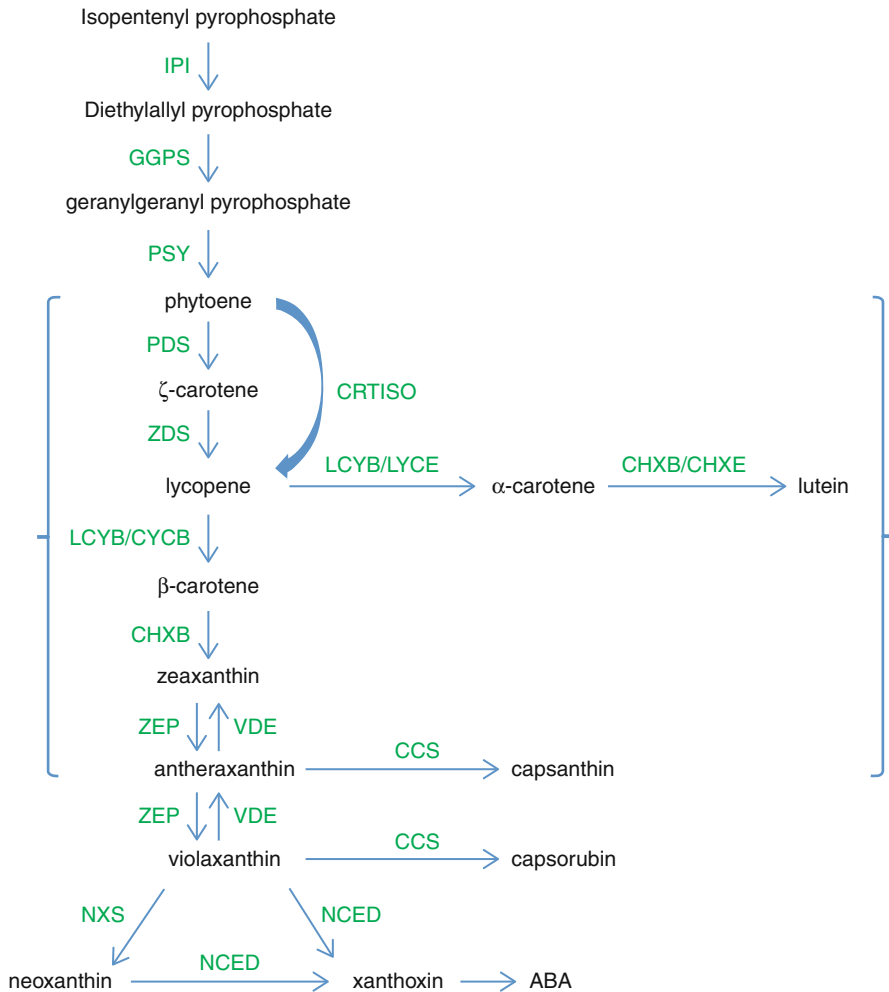 Isopentenyl pyrophosphate
IPI
Diethylallyl pyrophosphate
GGPS
geranylgeranyl pyrophosphate
PSY
phytoene
PDS
ζ-carotene
CRTISO
ZDS
LCYB/LYCE
CHXB/CHXE
lycopene
α-carotene
lutein
LCYB/CYCB
β-carotene
CHXB
zeaxanthin
ZEP
VDE
CCS
antheraxanthin
capsanthin
ZEP
VDE
CCS
violaxanthin
capsorubin
NXS
NCED
NCED
neoxanthin
xanthoxin
ABA